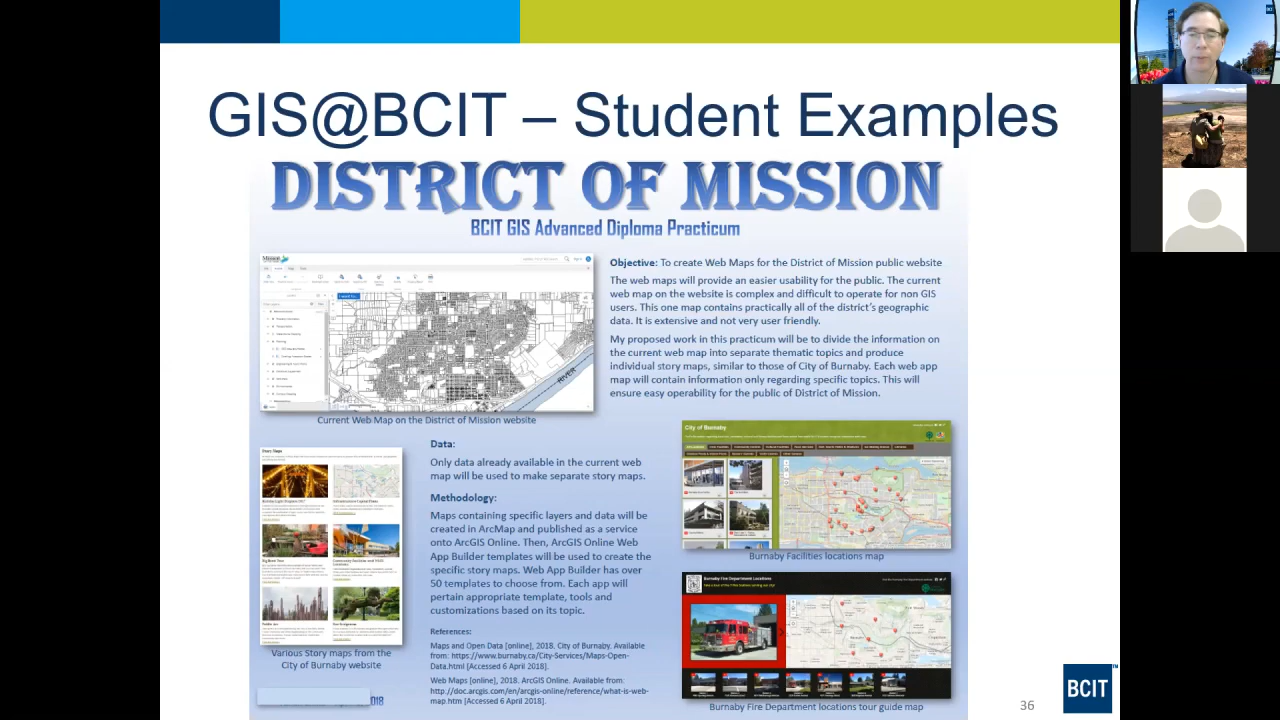 GIS@BCIT – Student Examples
DISTRICT OF MISSION
BCIT GIS Advanced Diploma Practicum
Objective: To create Web Maps for the District of Mission public website
The web maps will provide an easier usability for the public. The current
web map on the website is complex and difficult to operate for non GIS
users. This one map contains practically all of the district's geographic
data. It is extensive and not very user friendly.
My proposed work in this practicum will be to divide the information on
the current web map into separate thematic topics and produce
individual story maps, similar to those of City of Burnaby. Each web app
map will contain information only regarding specific topics. This will
ensure easy operability for the public of District of Mission.
Mission
RIVER
Current Web Map on the District of Mission website
Story Maps
Various Story maps from the
City of Burnaby website
Data:
Only data already available in the current web
map will be used to make separate story maps.
Methodology:
Maps containing specific layers and data will be
created in ArcMap and published as a service
onto ArcGIS Online. Then, ArcGIS Online Web
App Builder templates will be used to create the
specific story maps. Web App Builder has over
50 templates to choose from. Each app will
pertain appropriate template, tools and
customizations based on its topic.
References:
Maps and Open Data [online], 2018. City of Burnaby. Available
from: https://www.burnaby.ca/City-Services/Maps-Open-
Data.html [Accessed 6 April 2018].
Web Maps [online], 2018. ArcGIS Online. Available from:
http://doc.arcgis.com/en/arcgis-online/reference/what-is-web-
map.htm [Accessed 6 April 2018].
City of Burnaby
Burnaby Facilities locations map
Burnaby Fire Department Locations
Burnaby Fire Department locations tour guide map
36
BCIT
TM
BCIT